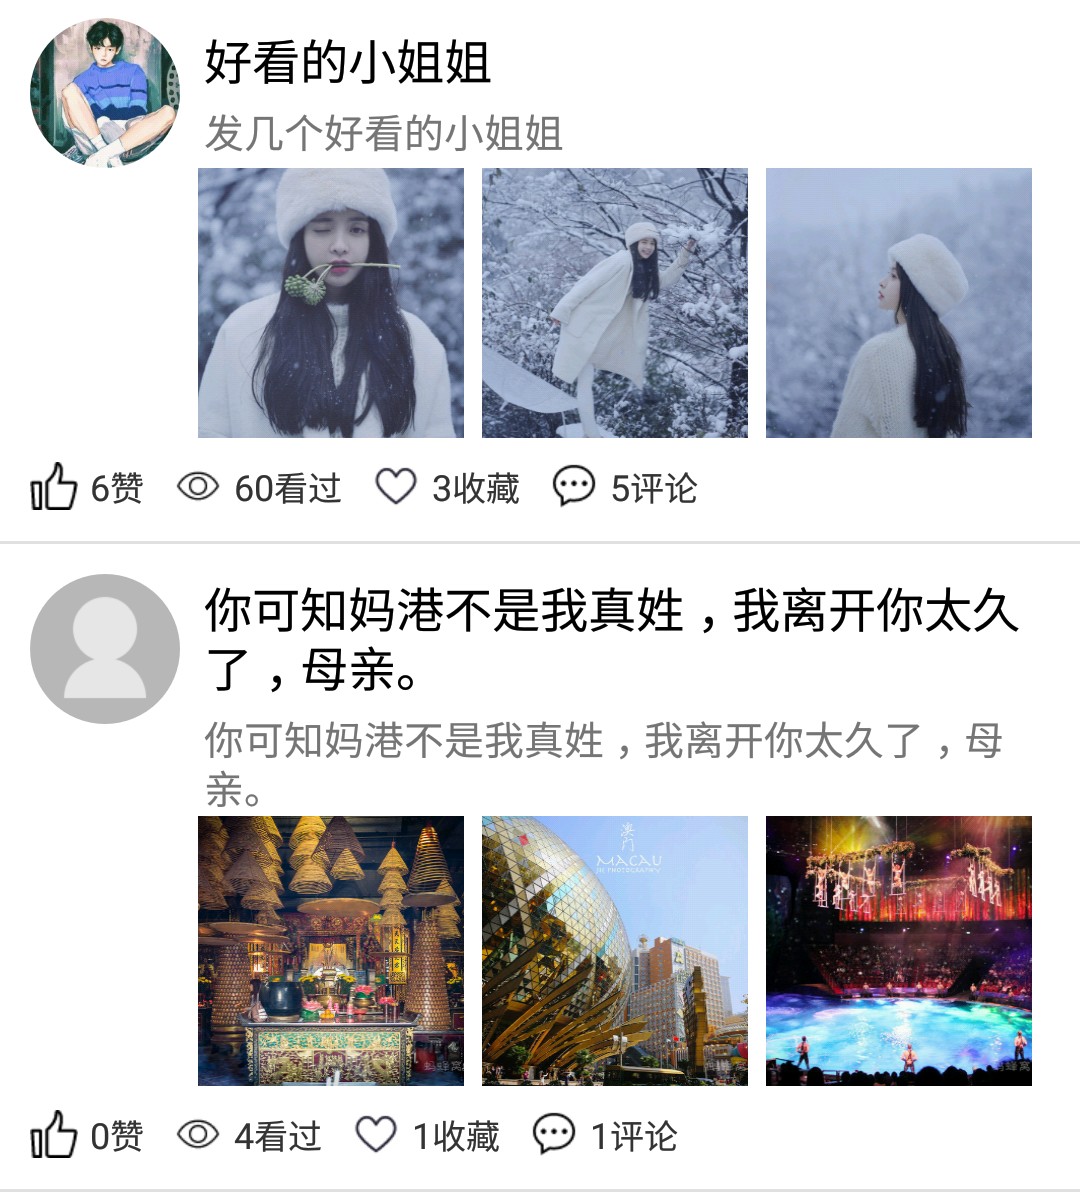 好看的小姐姐
发几个好看的小姐姐
6赞 60看过 3收藏 5评论
你可知妈港不是我真姓，我离开你太久
了，母亲。
你可知妈港不是我真姓，我离开你太久了，母
亲。
澳门
MACAU
JH PHOTOGRAPHY
0赞 4看过 1收藏 1评论